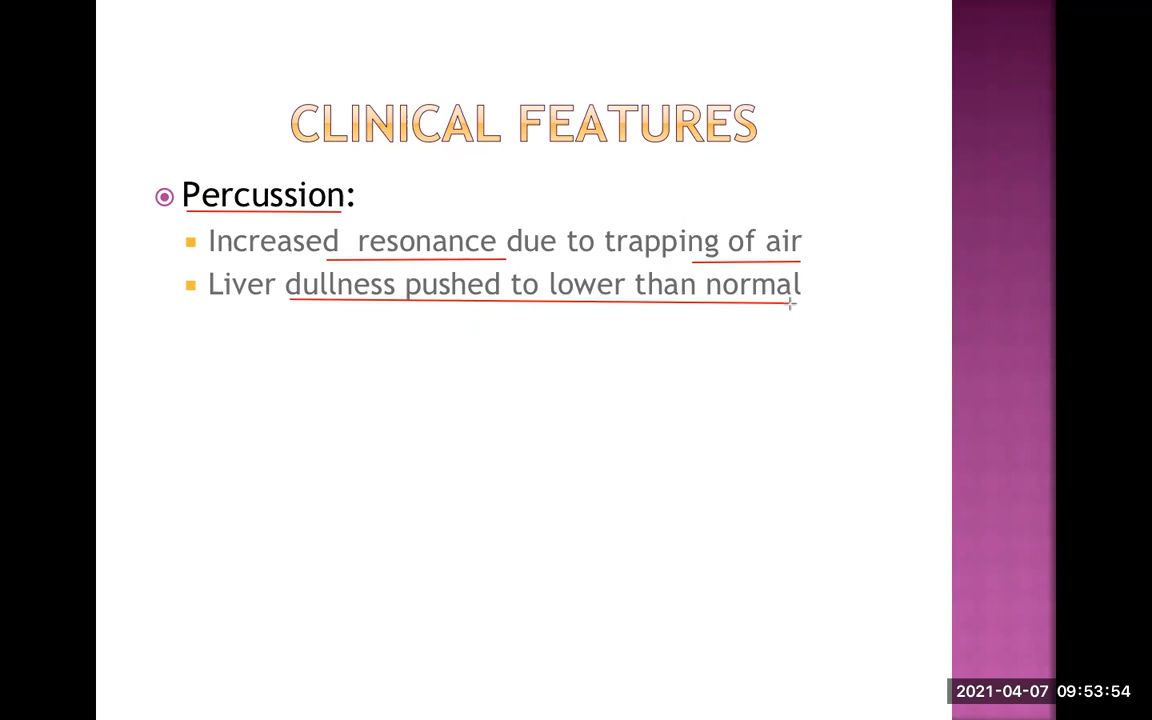 CLINICAL FEATURES
Percussion:
Increased  resonance due to trapping of air
Liver dullness pushed to lower than normal
2021-04-07 09:53:54